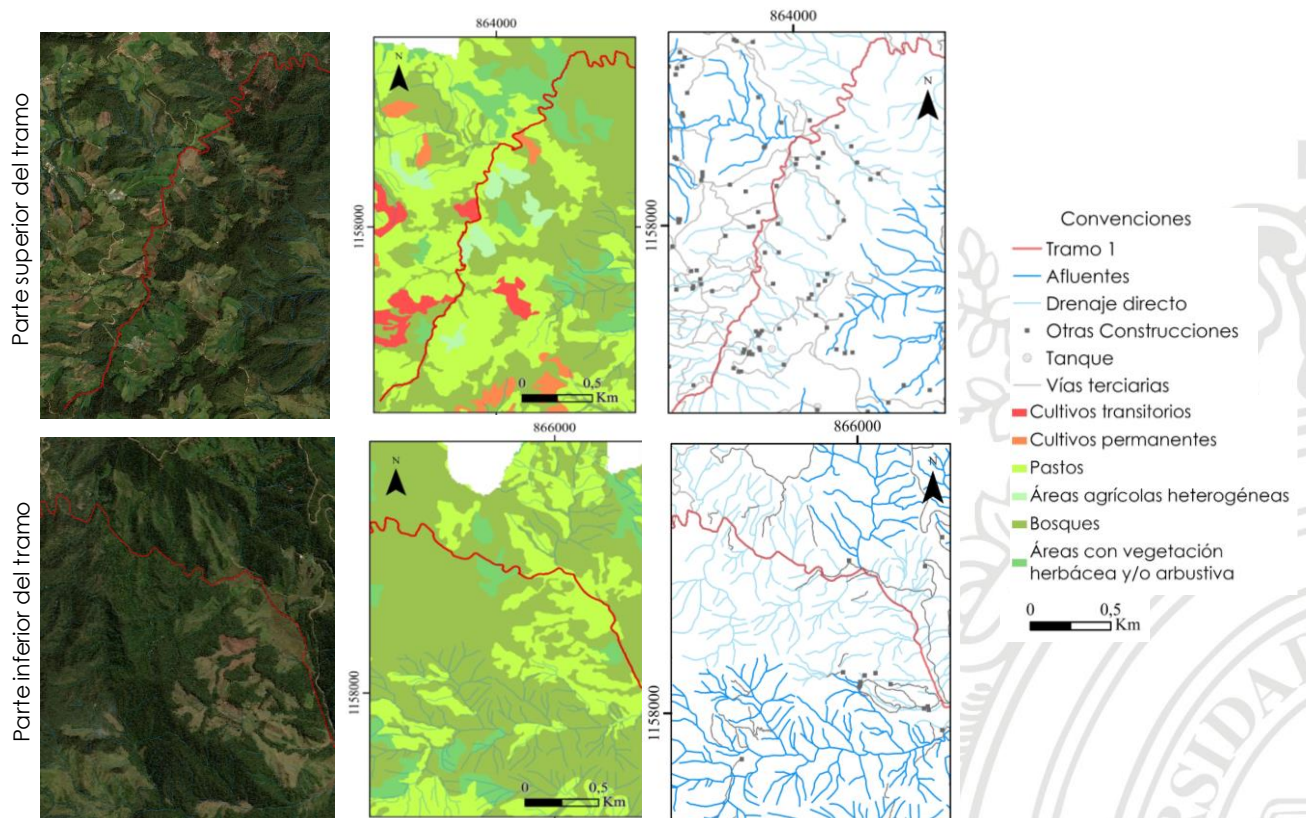 Parte superior del tramo
864000
N
1158000
0 0,5
Km
864000
N
1158000
Parte inferior del tramo
866000
N
1158000
0 0,5
Km
866000
N
1158000
Convenciones
Tramo 1
Afluentes
Drenaje directo
Otras Construcciones
Tanque
Vías terciarias
Cultivos transitorios
Cultivos permanentes
Pastos
Áreas agrícolas heterogéneas
Bosques
Áreas con vegetación
herbácea y/o arbustiva
0 0,5
Km